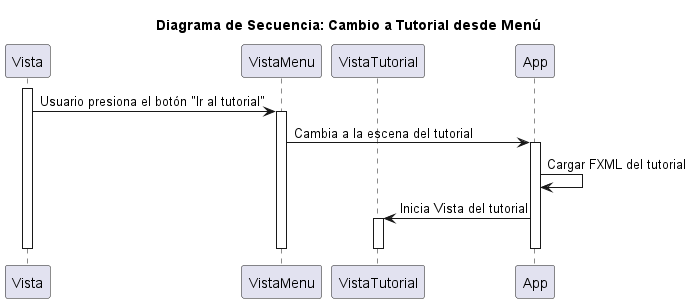 Diagrama de Secuencia: Cambio a Tutorial desde Menú
Vista
VistaMenu
VistaTutorial
App
Usuario presiona el botón "Ir al tutorial"
Cambia a la escena del tutorial
Cargar FXML del tutorial
Inicia Vista del tutorial
Vista
VistaMenu
VistaTutorial
App